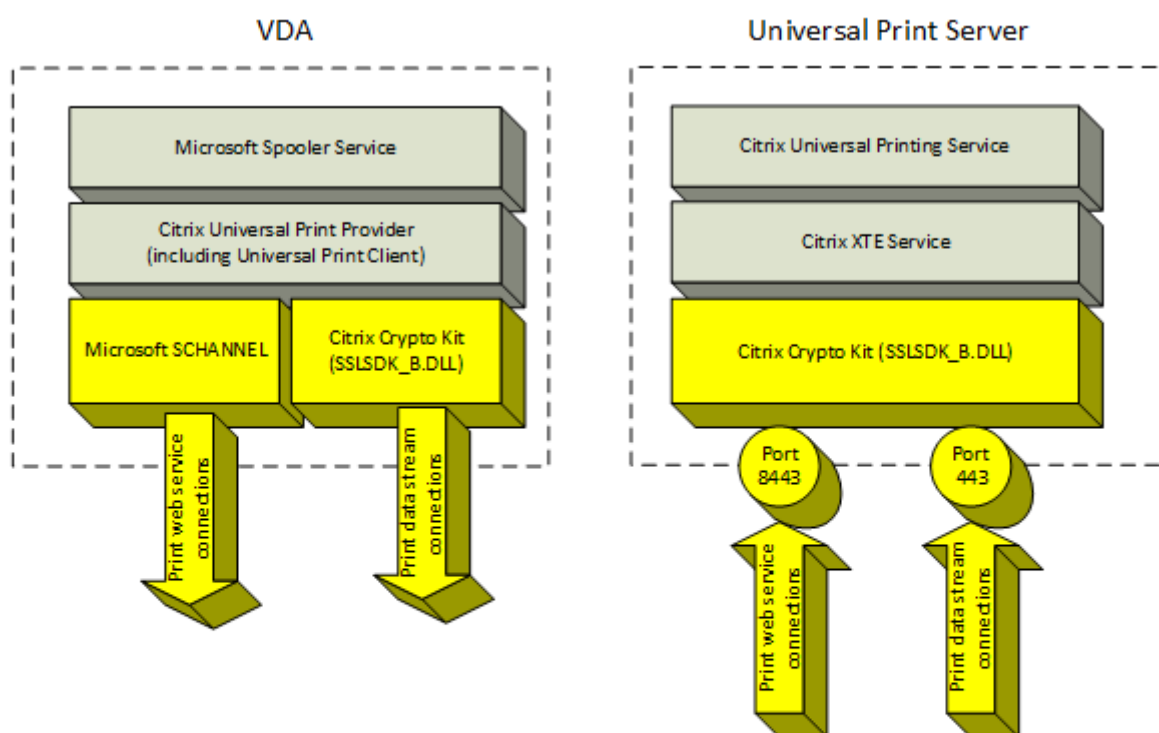 VDA
Microsoft Spooler Service
Citrix Universal Print Provider
(including Universal Print Client)
Microsoft SCHANNEL
Citrix Crypto Kit
(SSLSDK_B.DLL)
Print web service
connections
Print data stream
connections
Universal Print Server
Citrix Universal Printing Service
Citrix XTE Service
Citrix Crypto Kit (SSLSDK_B.DLL)
Port
8443
Port
443
Print web service
connections
Print data stream
connections